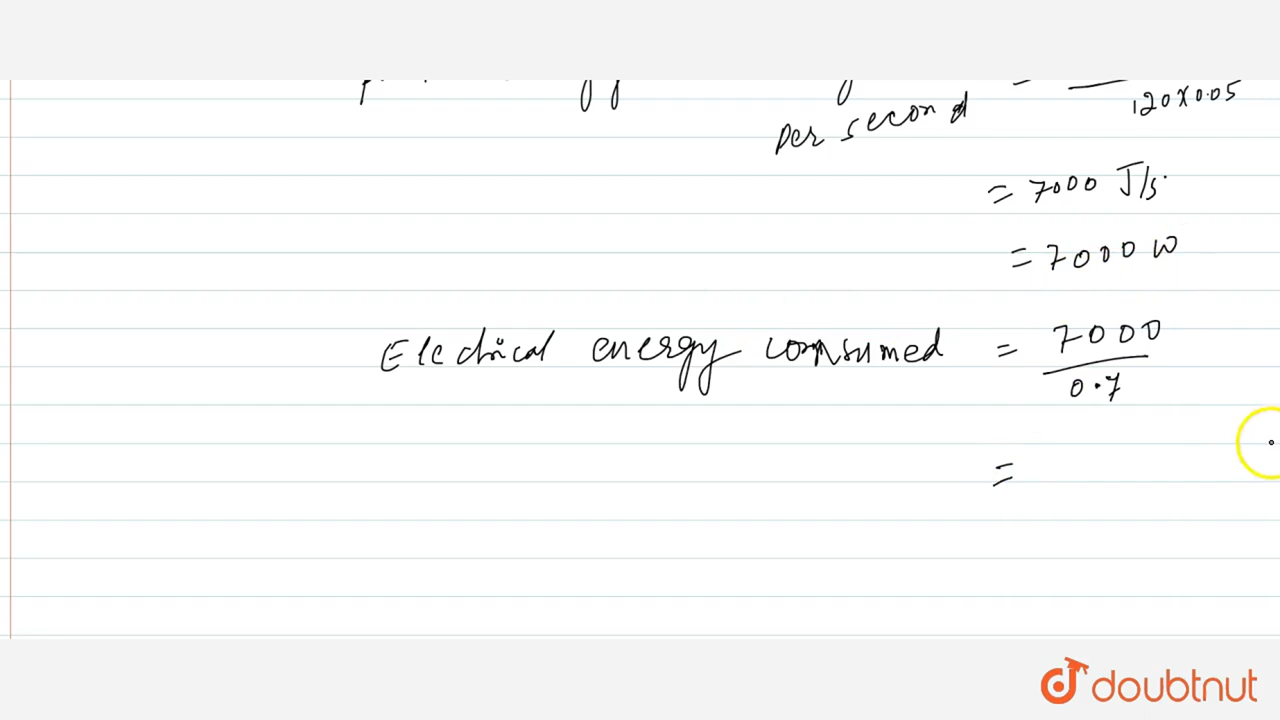 =
120×0.05
Per second
= 7000 J/s.
= 7000 W
Electrical energy consumed = 7000
0.7
=
doubtnut